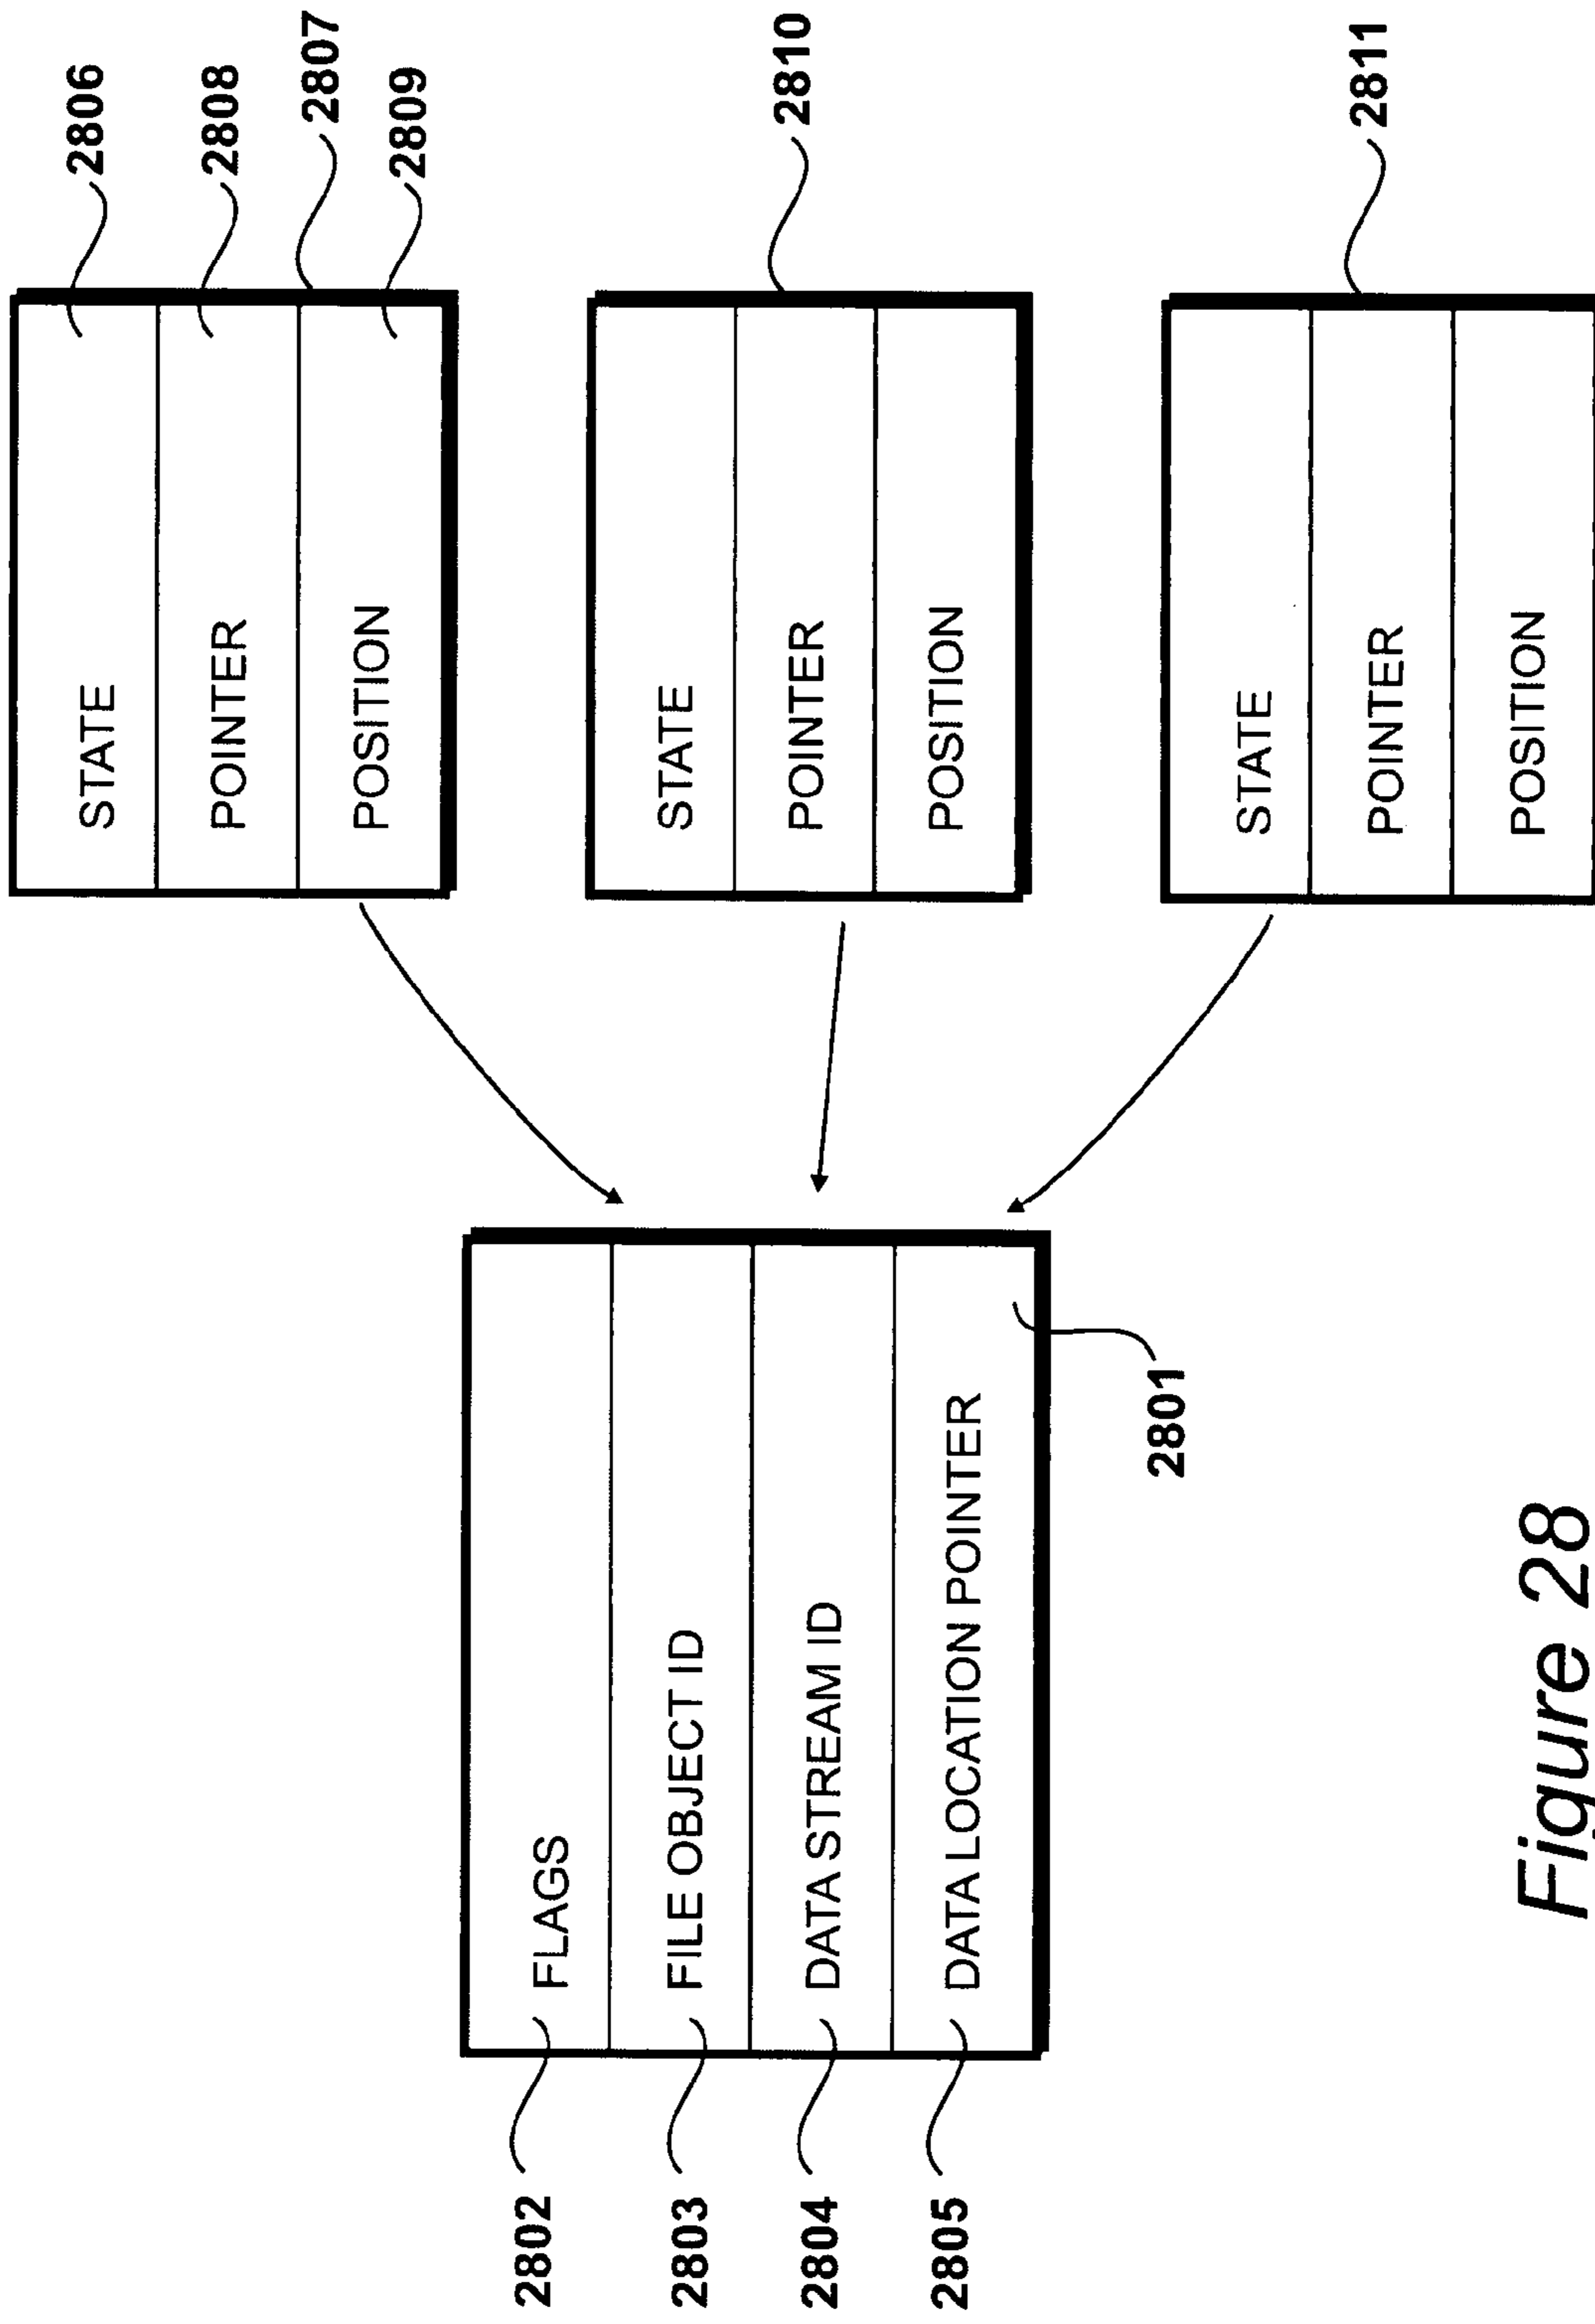 2806
STATE
2808
POINTER
2807
POSITION
2809
2802
FLAGS
2803
FILE OBJECT ID
2804
DATA STREAM ID
2805
DATA LOCATION POINTER
2801
STATE
POINTER
POSITION
2810
STATE
POINTER
POSITION
2811
Figure 28